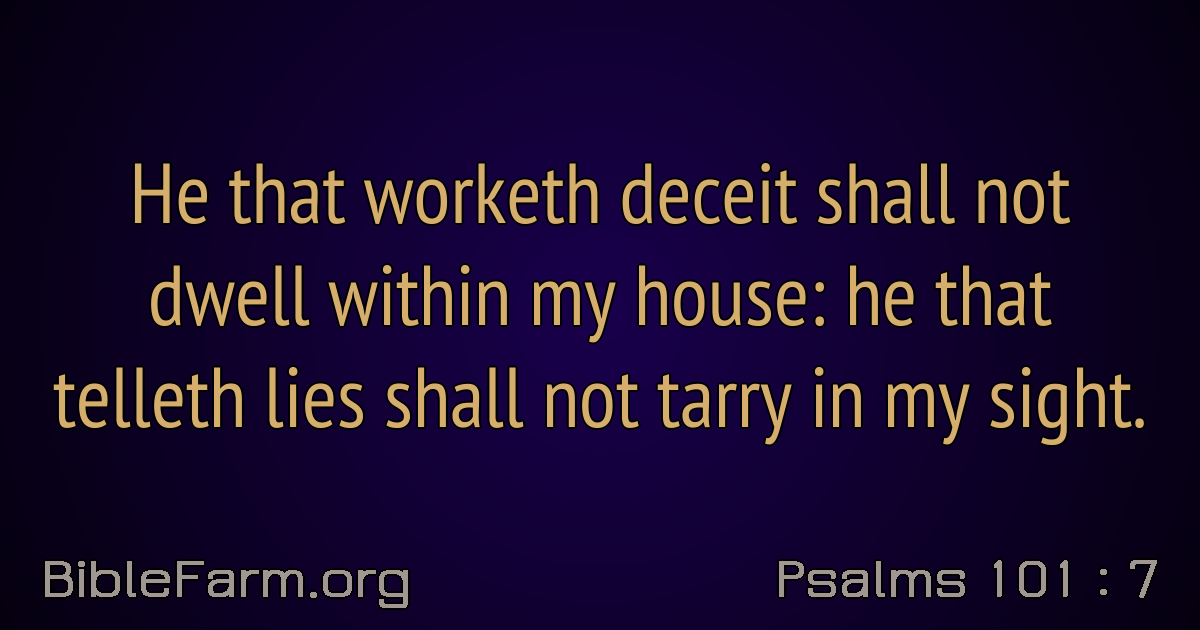 He that worketh deceit shall not
dwell within my house: he that
telleth lies shall not tarry in my sight.
BibleFarm.org
Psalms 101 : 7